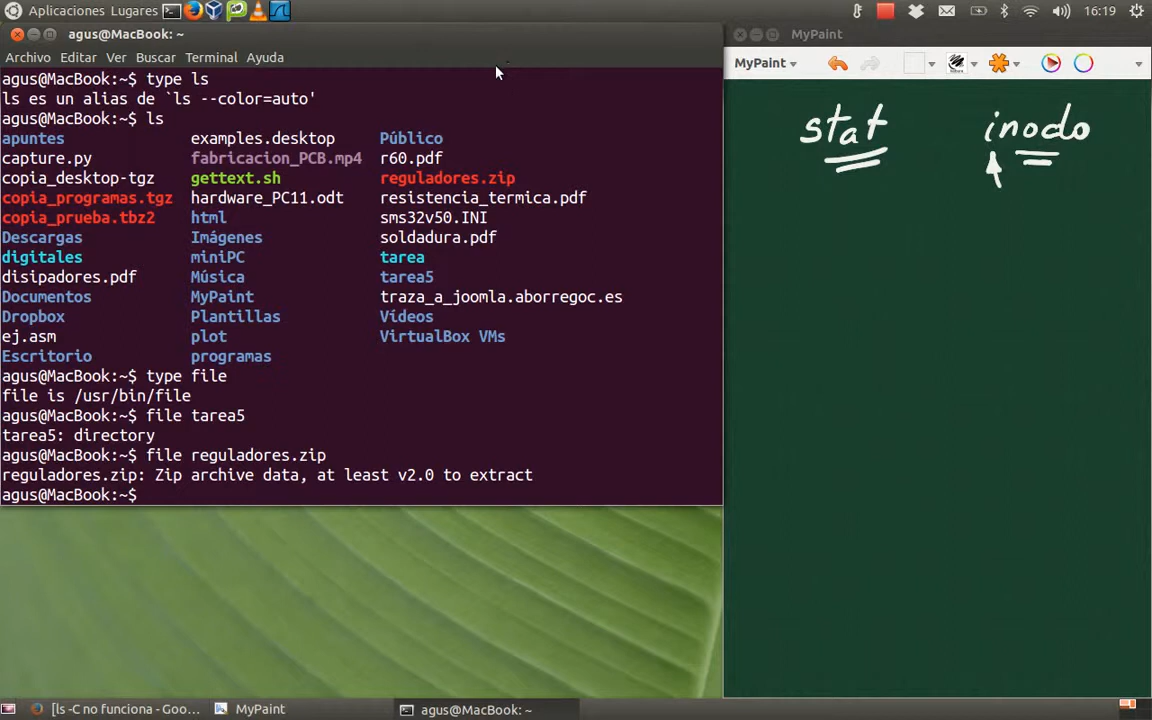 Aplicaciones Lugares 16:19
agus@MacBook: ~
Archivo Editar Ver Buscar Terminal Ayuda
agus@MacBook:~$ type ls
ls es un alias de `ls --color=auto'
agus@MacBook:~$ ls
apuntes examples.desktop Público
capture.py fabricacion_PCB.mp4 r60.pdf
copia_desktop-tgz gettext.sh reguladores.zip
copia_programas.tgz hardware_PC11.odt resistencia_termica.pdf
copia_prueba.tbz2 html sms32v50.INI
Descargas Imágenes soldadura.pdf
digitales miniPC tarea
disipadores.pdf Música tarea5
Documentos MyPaint traza_a_joomla.aborregoc.es
Dropbox Plantillas Vídeos
ej.asm plot VirtualBox VMs
Escritorio programas
agus@MacBook:~$ type file
file is /usr/bin/file
agus@MacBook:~$ file tarea5
tarea5: directory
agus@MacBook:~$ file reguladores.zip
reguladores.zip: Zip archive data, at least v2.0 to extract
agus@MacBook:~$
MyPaint
MyPaint
stat inodo
[ls -C no funciona - Goo... MyPaint agus@MacBook: ~